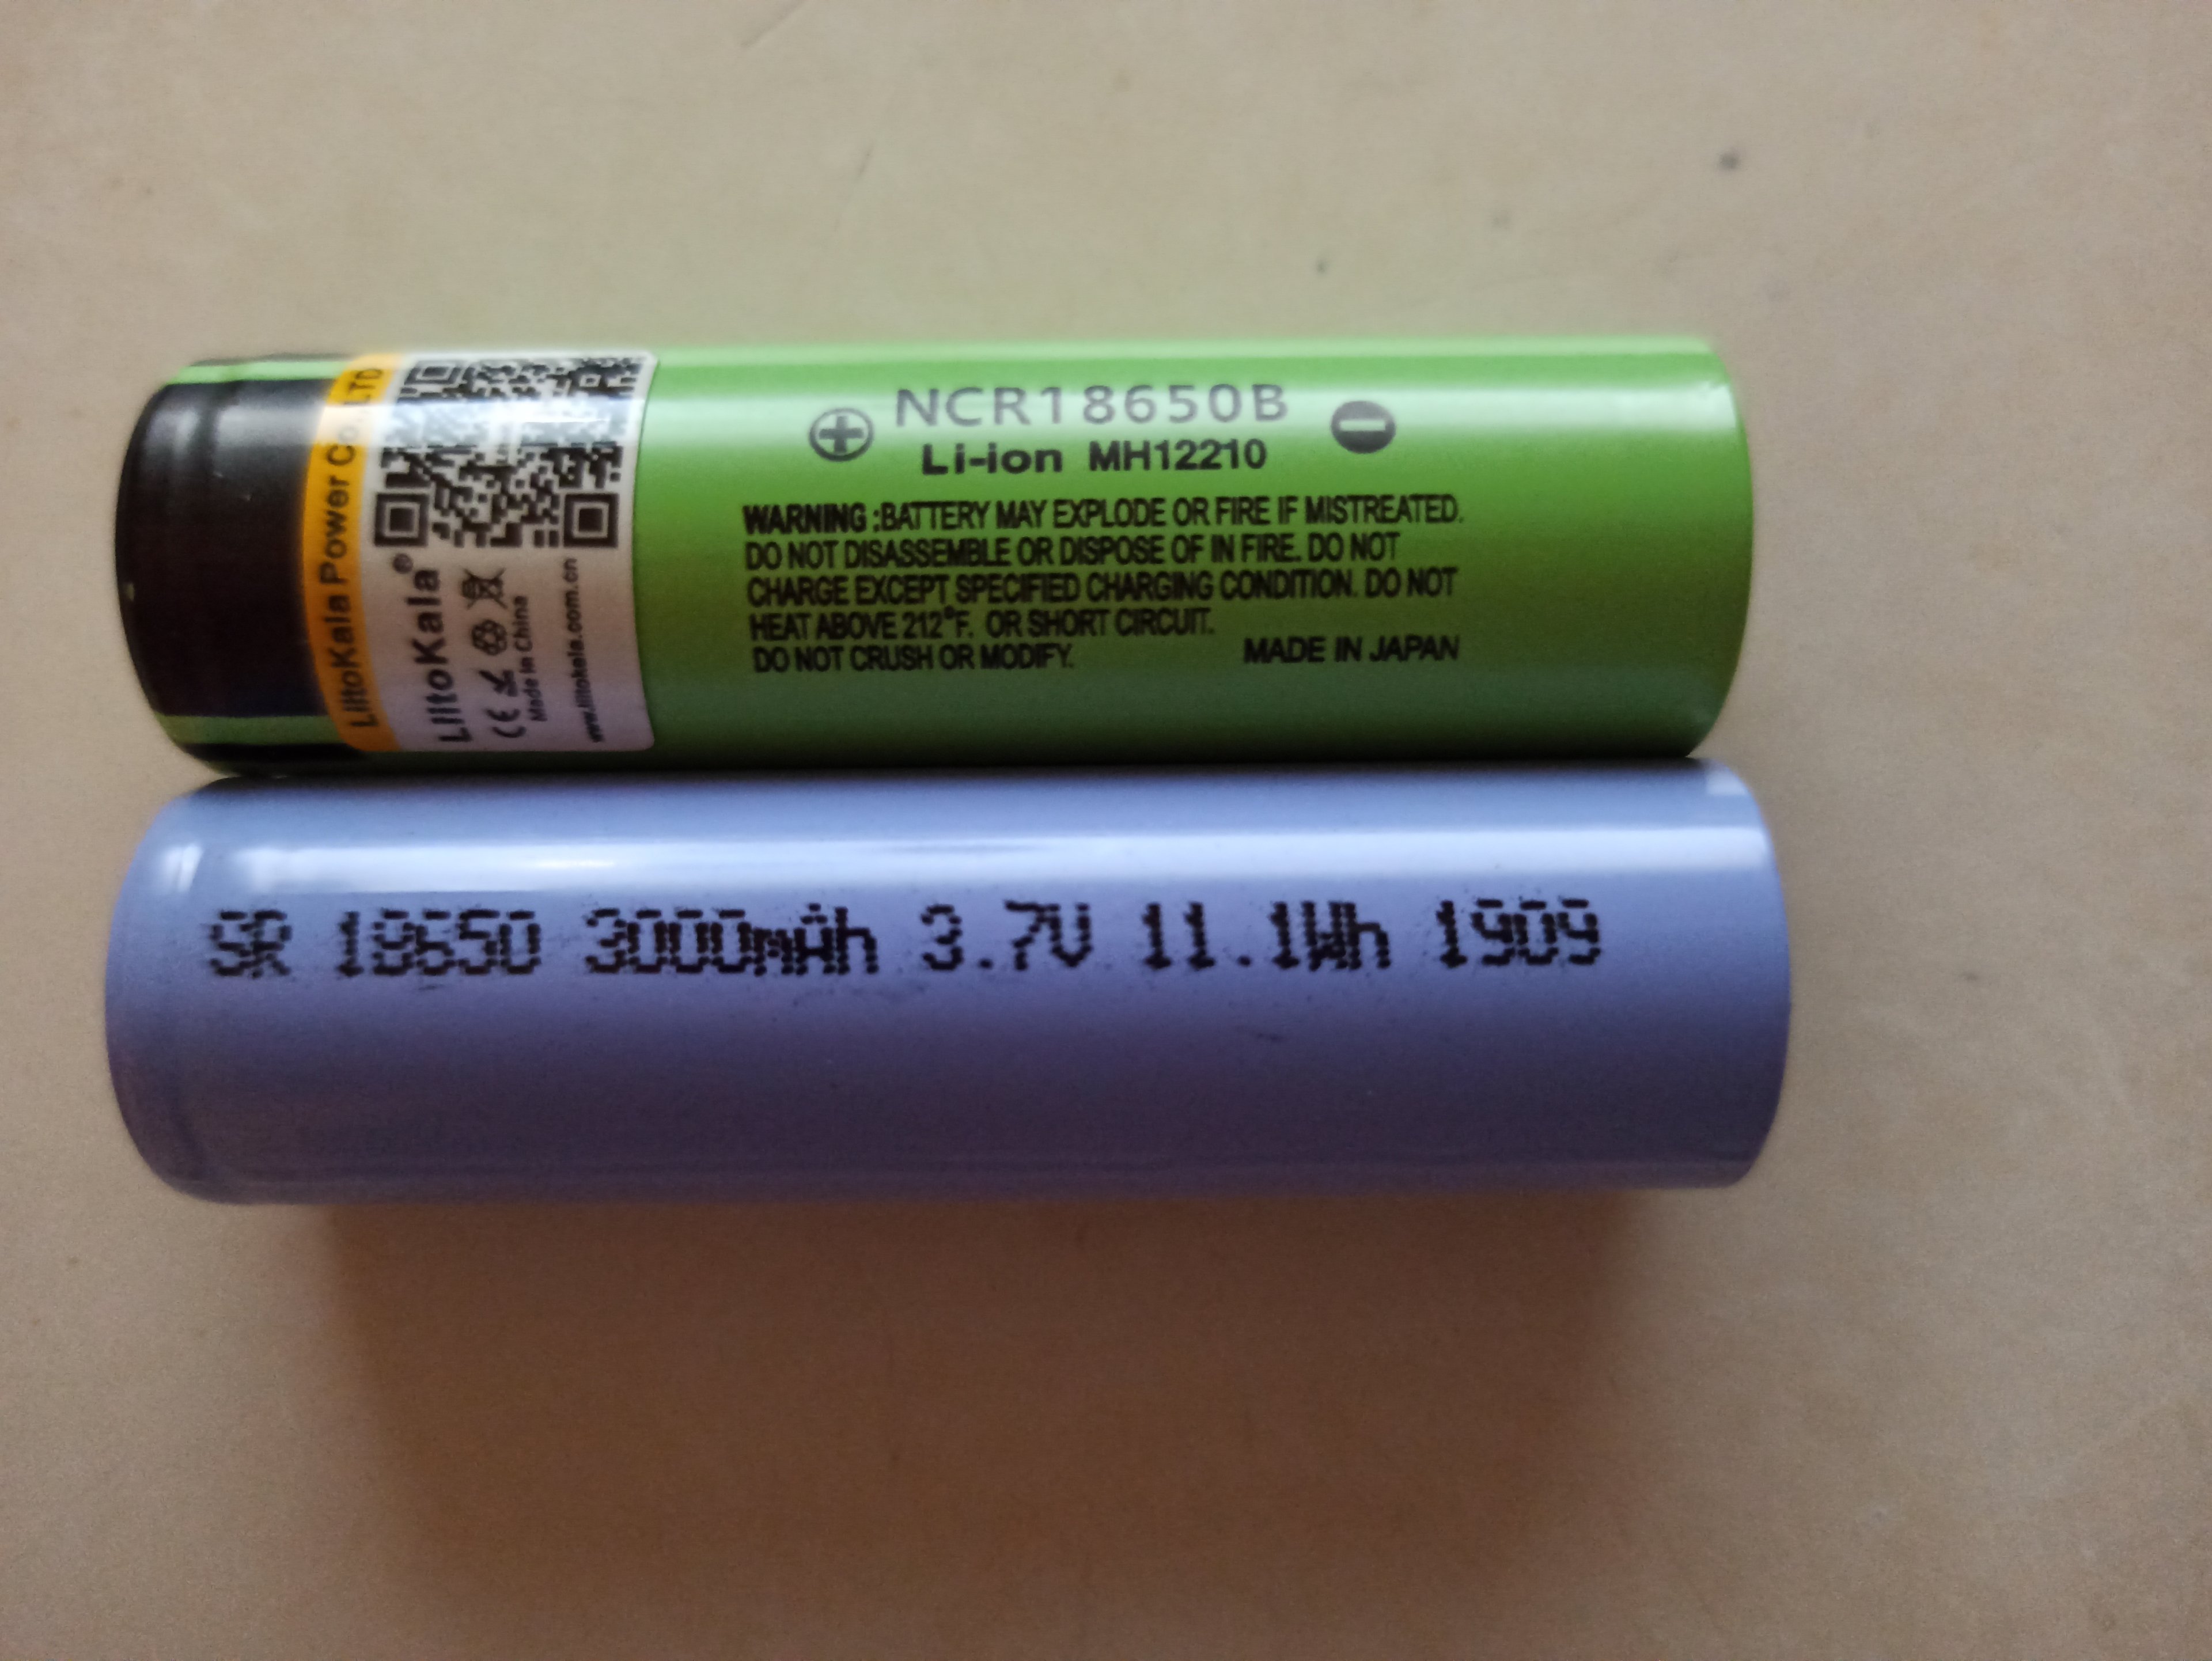 LiitoKala Power Co.,LTD
LiitoKala®
CE
Made in China
www.liitokala.com.cn
NCR18650B
Li-ion MH12210
WARNING :BATTERY MAY EXPLODE OR FIRE IF MISTREATED.
DO NOT DISASSEMBLE OR DISPOSE OF IN FIRE. DO NOT
CHARGE EXCEPT SPECIFIED CHARGING CONDITION. DO NOT
HEAT ABOVE 212°F. OR SHORT CIRCUIT.
DO NOT CRUSH OR MODIFY. MADE IN JAPAN
SR 18650 3000mAh 3.7V 11.1Wh 1909